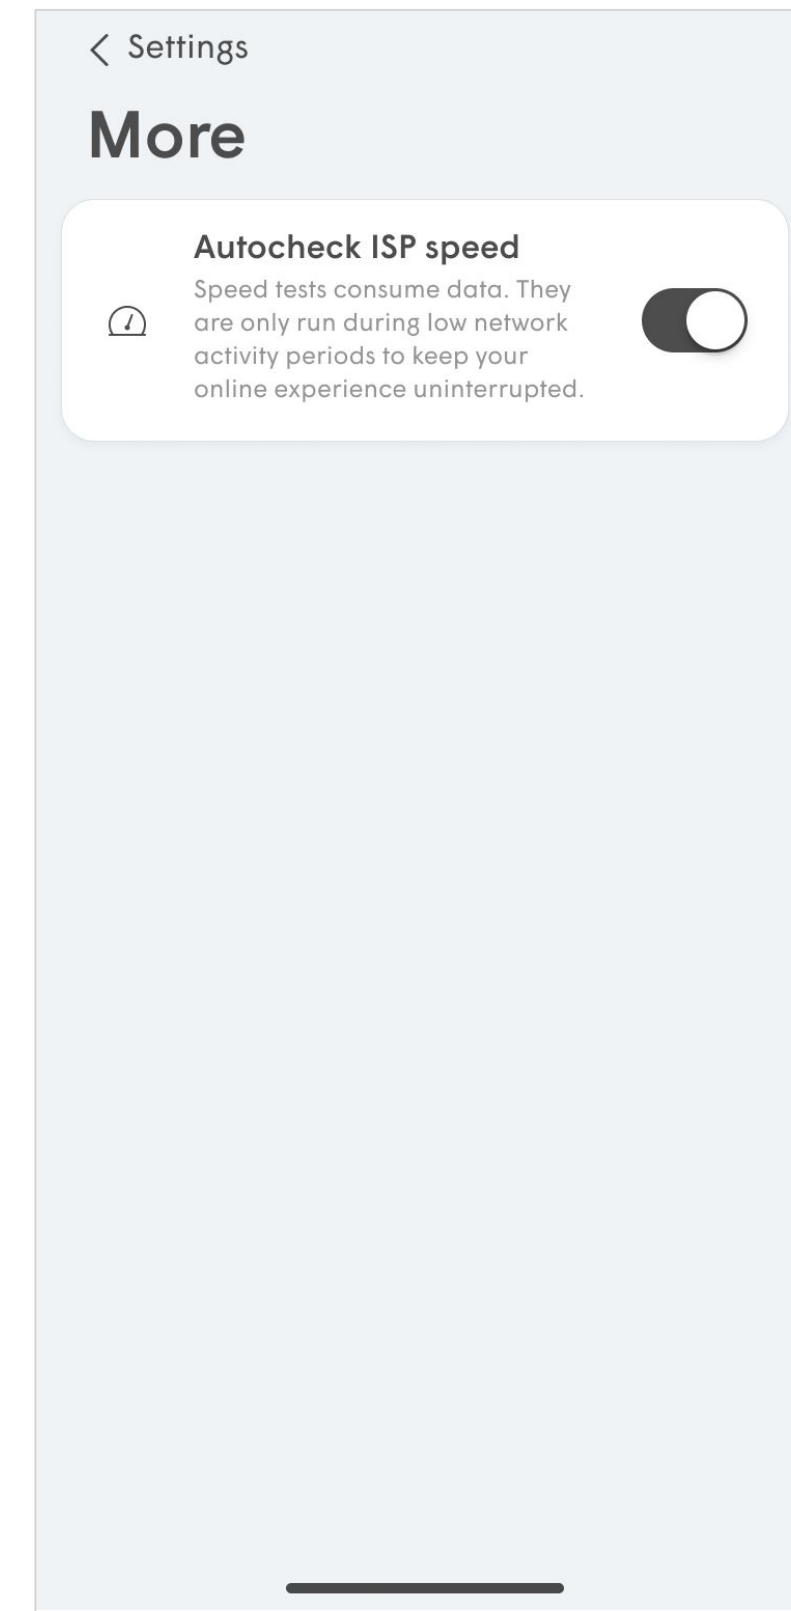 Settings
More
Autocheck ISP speed
Speed tests consume data. They
are only run during low network
activity periods to keep your
online experience uninterrupted.